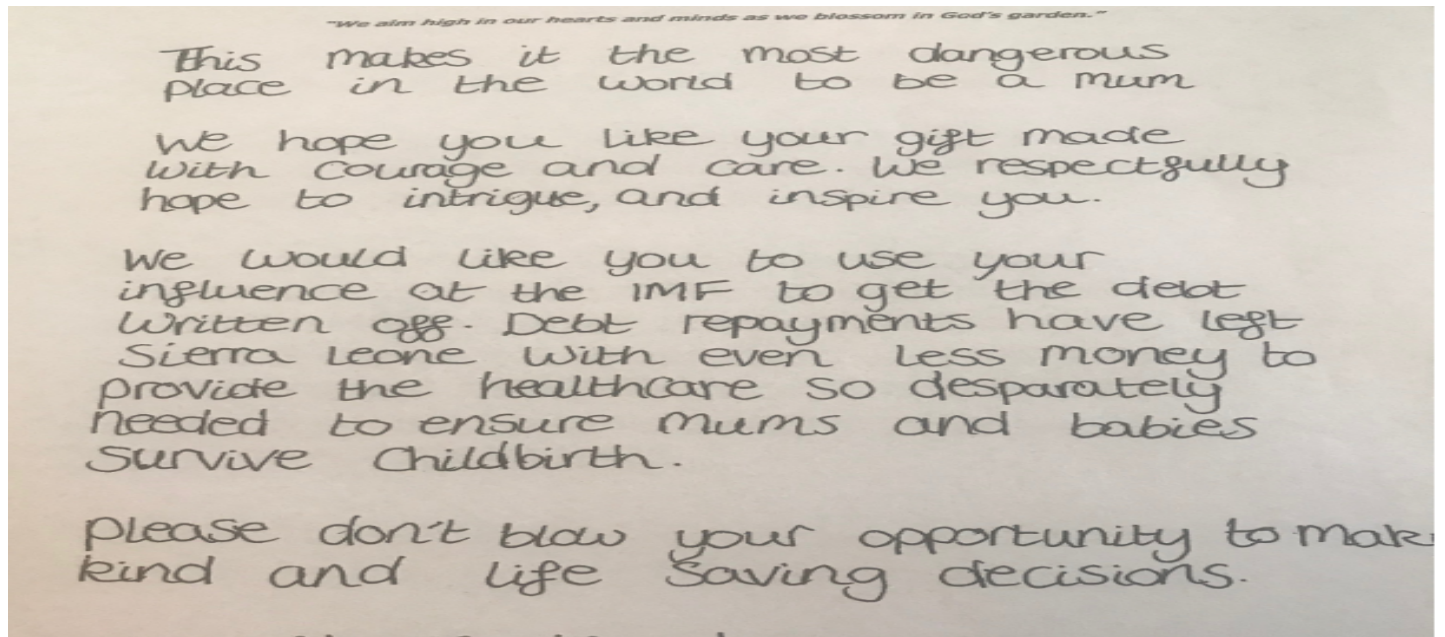 "We aim high in our hearts and minds as we blossom in God's garden."
This makes it the most dangerous
place in the world to be a mum
We hope you like your gift made
with courage and care. We respectfully
hope to intrigue, and inspire you.
We would like you to use your
influence at the IMF to get the debt
written off. Debt repayments have left
Sierra Leone with even less money to
provide the healthcare so desparately
needed to ensure mums and babies
survive childbirth.
Please don't blow your opportunity to mak
kind and life saving decisions.